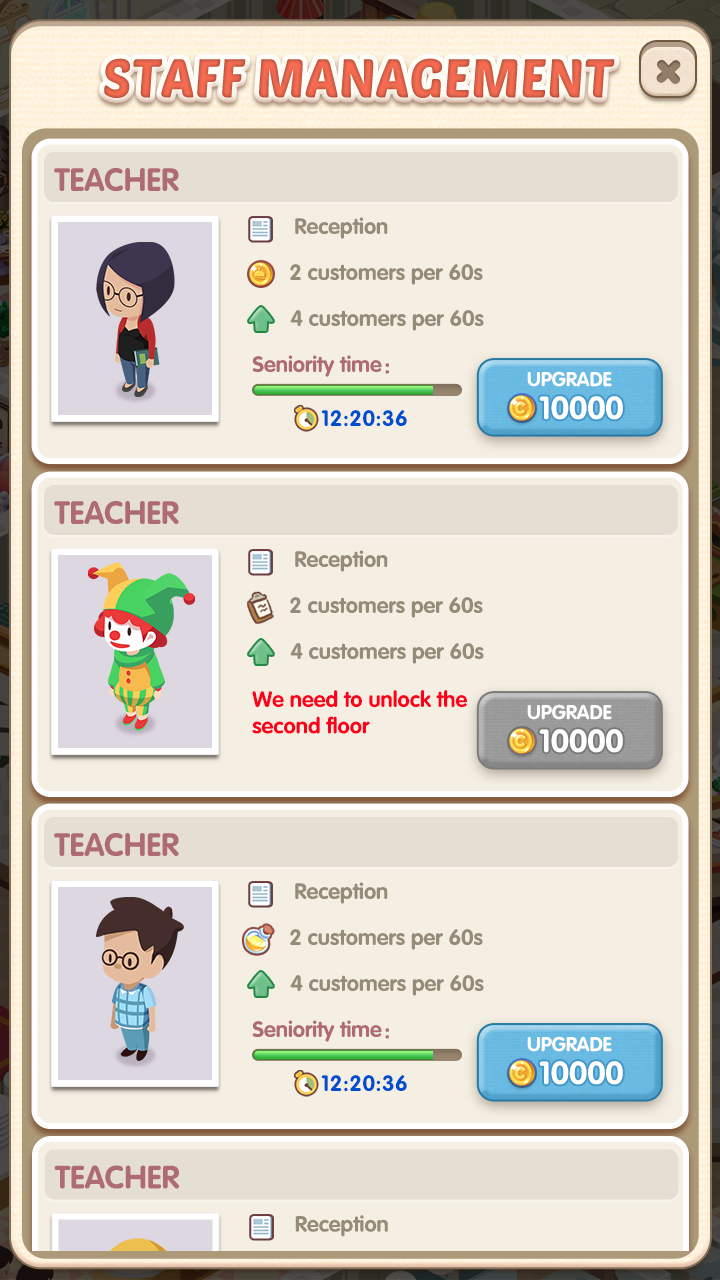 STAFF MANAGEMENT
TEACHER
Reception
2 customers per 60s
4 customers per 60s
Seniority time:
12:20:36
UPGRADE
10000
TEACHER
Reception
2 customers per 60s
4 customers per 60s
We need to unlock the
second floor
UPGRADE
10000
TEACHER
Reception
2 customers per 60s
4 customers per 60s
Seniority time:
12:20:36
UPGRADE
10000
TEACHER
Reception